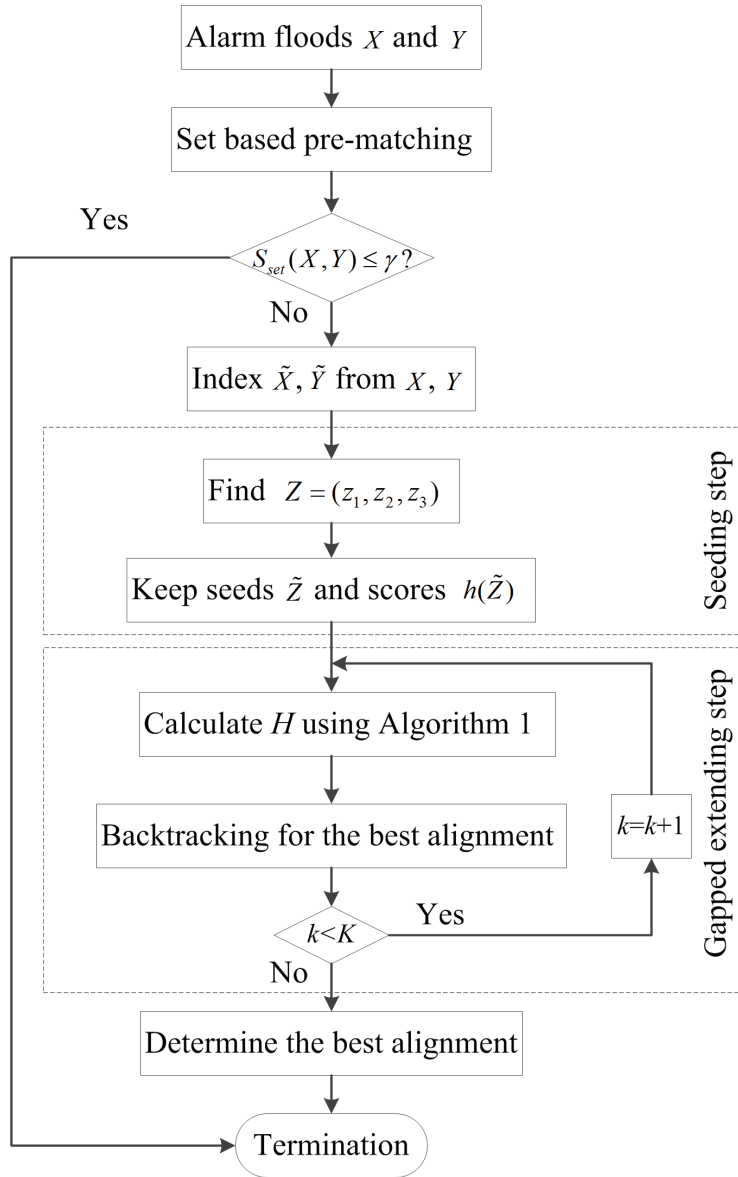 Alarm floods X and Y
Set based pre-matching
Yes
S_set(X,Y) ≤ γ?
No
Index X̃, Ỹ from X, Y
Seeding step
Find Z = (z₁, z₂, z₃)
Keep seeds Z̃ and scores h(Z̃)
Gapped extending step
Calculate H using Algorithm 1
Backtracking for the best alignment
k=k+1
k<K
Yes
No
Determine the best alignment
Termination